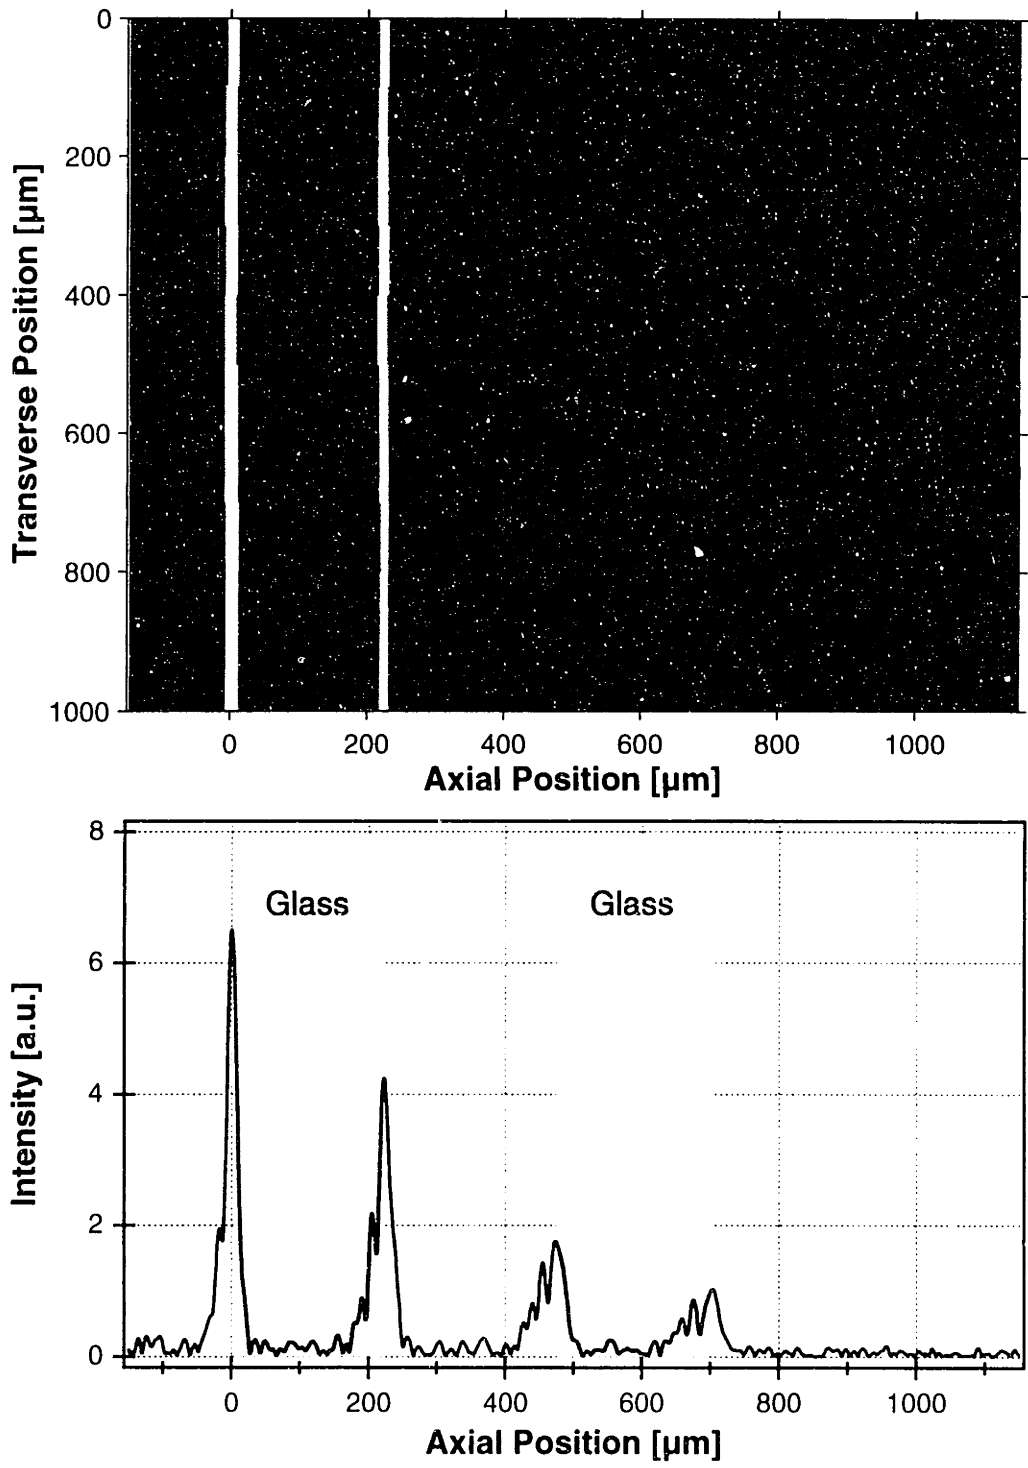 0
200
400
600
800
1000
Transverse Position [µm]
0 200 400 600 800 1000
Axial Position [µm]
8
6
4
2
0
Intensity [a.u.]
Glass Glass
0 200 400 600 800 1000
Axial Position [µm]